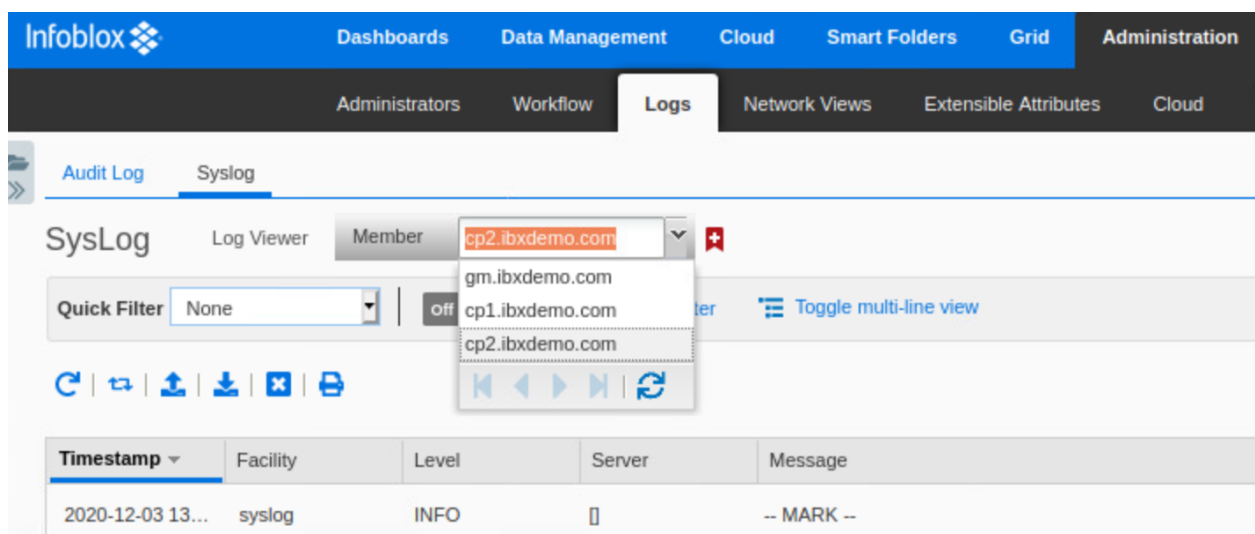 Infoblox Dashboards Data Management Cloud Smart Folders Grid Administration
Administrators Workflow Logs Network Views Extensible Attributes Cloud
Audit Log Syslog
SysLog Log Viewer Member cp2.ibxdemo.com
gm.ibxdemo.com
Quick Filter None Off cp1.ibxdemo.com ter Toggle multi-line view
cp2.ibxdemo.com
Timestamp Facility Level Server Message
2020-12-03 13... syslog INFO [] -- MARK --